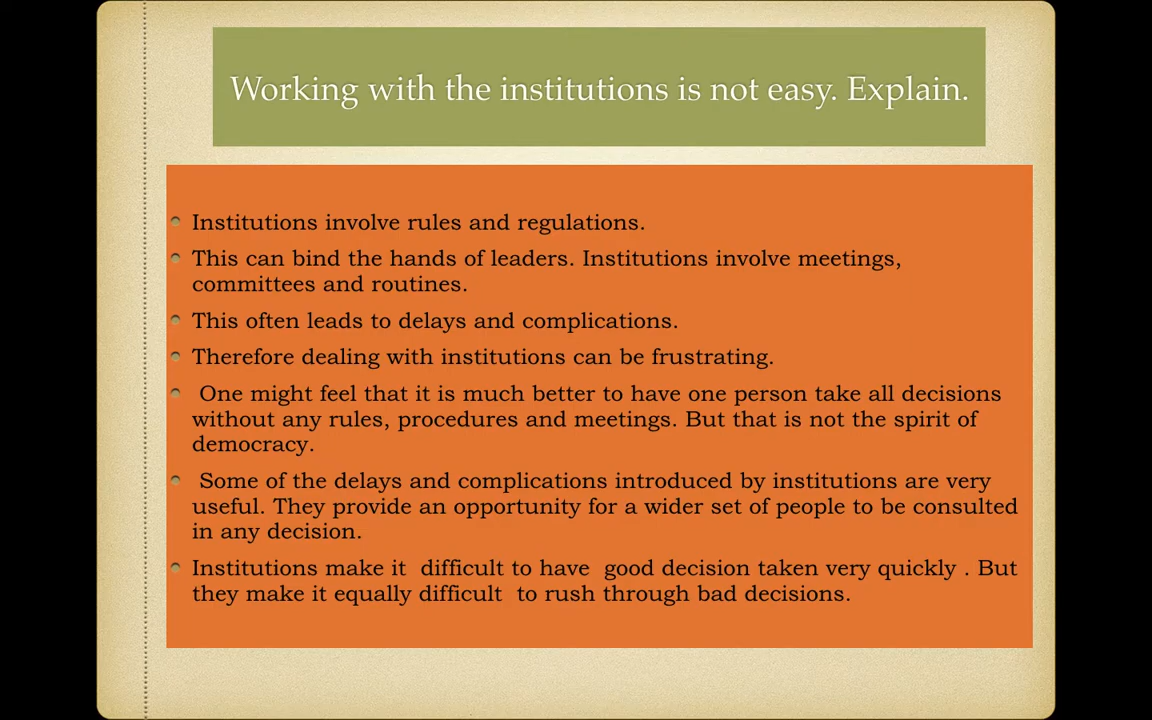 Working with the institutions is not easy. Explain.
Institutions involve rules and regulations.
This can bind the hands of leaders. Institutions involve meetings,
committees and routines.
This often leads to delays and complications.
Therefore dealing with institutions can be frustrating.
One might feel that it is much better to have one person take all decisions
without any rules, procedures and meetings. But that is not the spirit of
democracy.
Some of the delays and complications introduced by institutions are very
useful. They provide an opportunity for a wider set of people to be consulted
in any decision.
Institutions make it  difficult to have  good decision taken very quickly . But
they make it equally difficult  to rush through bad decisions.